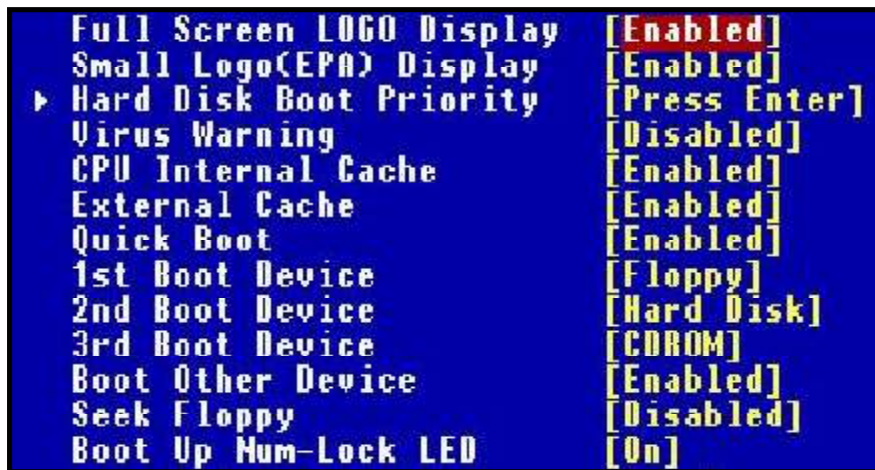 Full Screen LOGO Display [Enabled]
Small Logo(EPA) Display [Enabled]
Hard Disk Boot Priority [Press Enter]
Virus Warning [Disabled]
CPU Internal Cache [Enabled]
External Cache [Enabled]
Quick Boot [Enabled]
1st Boot Device [Floppy]
2nd Boot Device [Hard Disk]
3rd Boot Device [CDROM]
Boot Other Device [Enabled]
Seek Floppy [Disabled]
Boot Up Num-Lock LED [On]